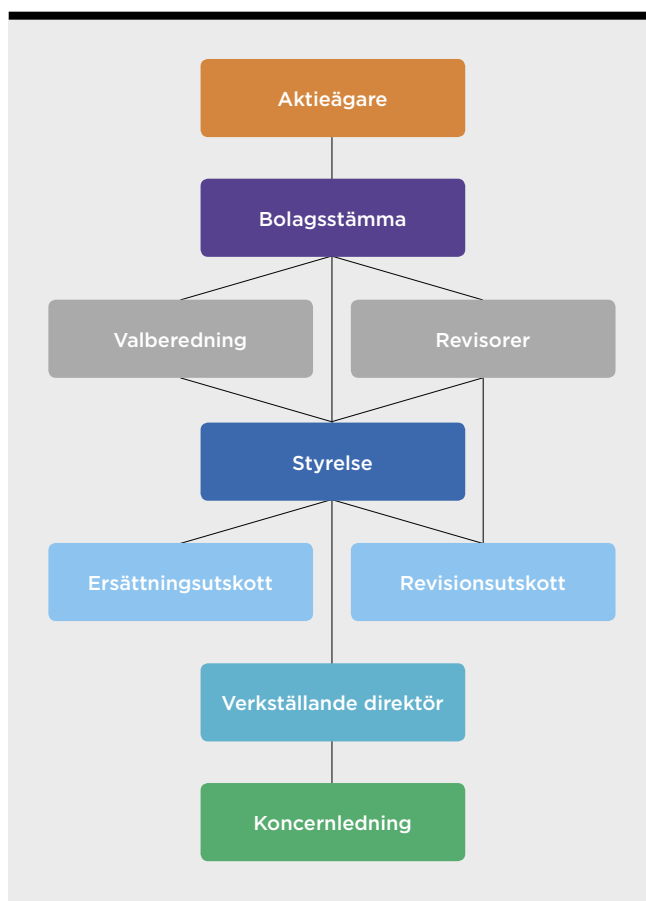 Aktieägare
Bolagsstämma
Valberedning
Revisorer
Styrelse
Ersättningsutskott
Revisionsutskott
Verkställande direktör
Koncernledning